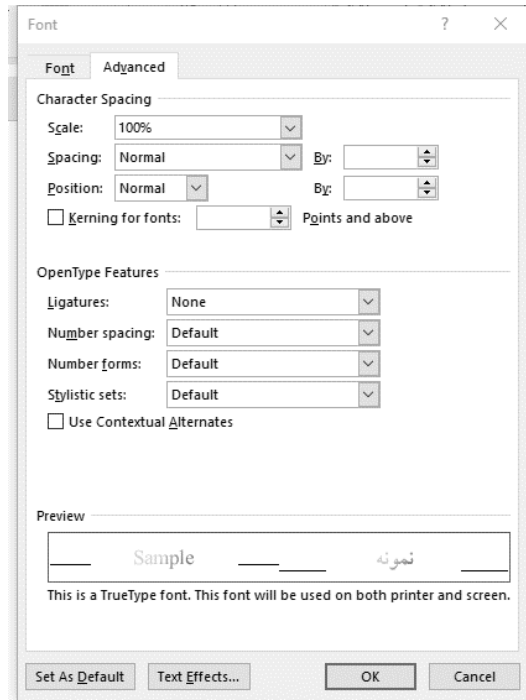 Font ?
Font Advanced
Character Spacing
Scale: 100%
Spacing: Normal By:
Position: Normal By:
Kerning for fonts: Points and above
OpenType Features
Ligatures: None
Number spacing: Default
Number forms: Default
Stylistic sets: Default
Use Contextual Alternates
Preview
Sample نمونه
This is a TrueType font. This font will be used on both printer and screen.
Set As Default Text Effects... OK Cancel